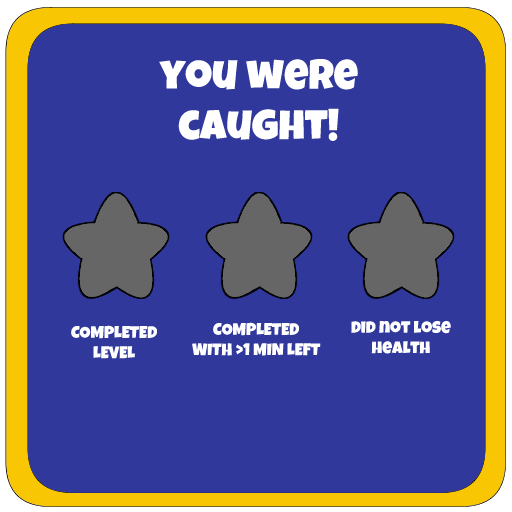 YOU WERE
CAUGHT!
COMPLETED
LEVEL
COMPLETED
WITH >1 MIN LEFT
DID NOT LOSE
HEALTH